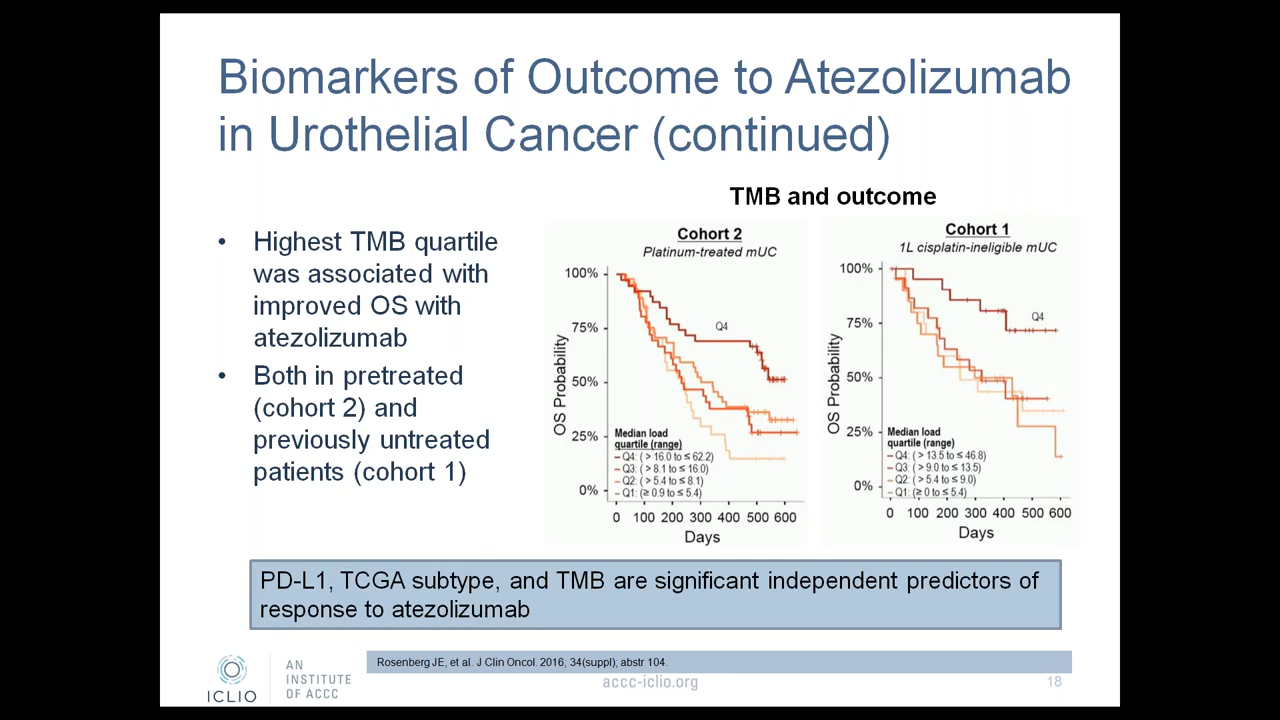 Biomarkers of Outcome to Atezolizumab
in Urothelial Cancer (continued)
TMB and outcome
• Highest TMB quartile
was associated with
improved OS with
atezolizumab
• Both in pretreated
(cohort 2) and
previously untreated
patients (cohort 1)
Cohort 2
Platinum-treated mUC
100%
75%
50%
25%
0%
OS Probability
Q4
Median load
quartile (range)
Q4: ( > 16.0 to ≤ 62.2)
Q3: ( > 8.1 to ≤ 16.0)
Q2: ( > 5.4 to ≤ 8.1)
Q1: (≥ 0.9 to ≤ 5.4)
0 100 200 300 400 500 600
Days
Cohort 1
1L cisplatin-ineligible mUC
100%
75%
50%
25%
0%
OS Probability
Q4
Median load
quartile (range)
Q4: ( > 13.5 to ≤ 46.8)
Q3: ( > 9.0 to ≤ 13.5)
Q2: ( > 5.4 to ≤ 9.0)
Q1: (≥ 0 to ≤ 5.4)
0 100 200 300 400 500 600
Days
PD-L1, TCGA subtype, and TMB are significant independent predictors of
response to atezolizumab
Rosenberg JE, et al. J Clin Oncol. 2016; 34(suppl); abstr 104.
ICLIO
AN
INSTITUTE
OF ACCC
accc-iclio.org
18